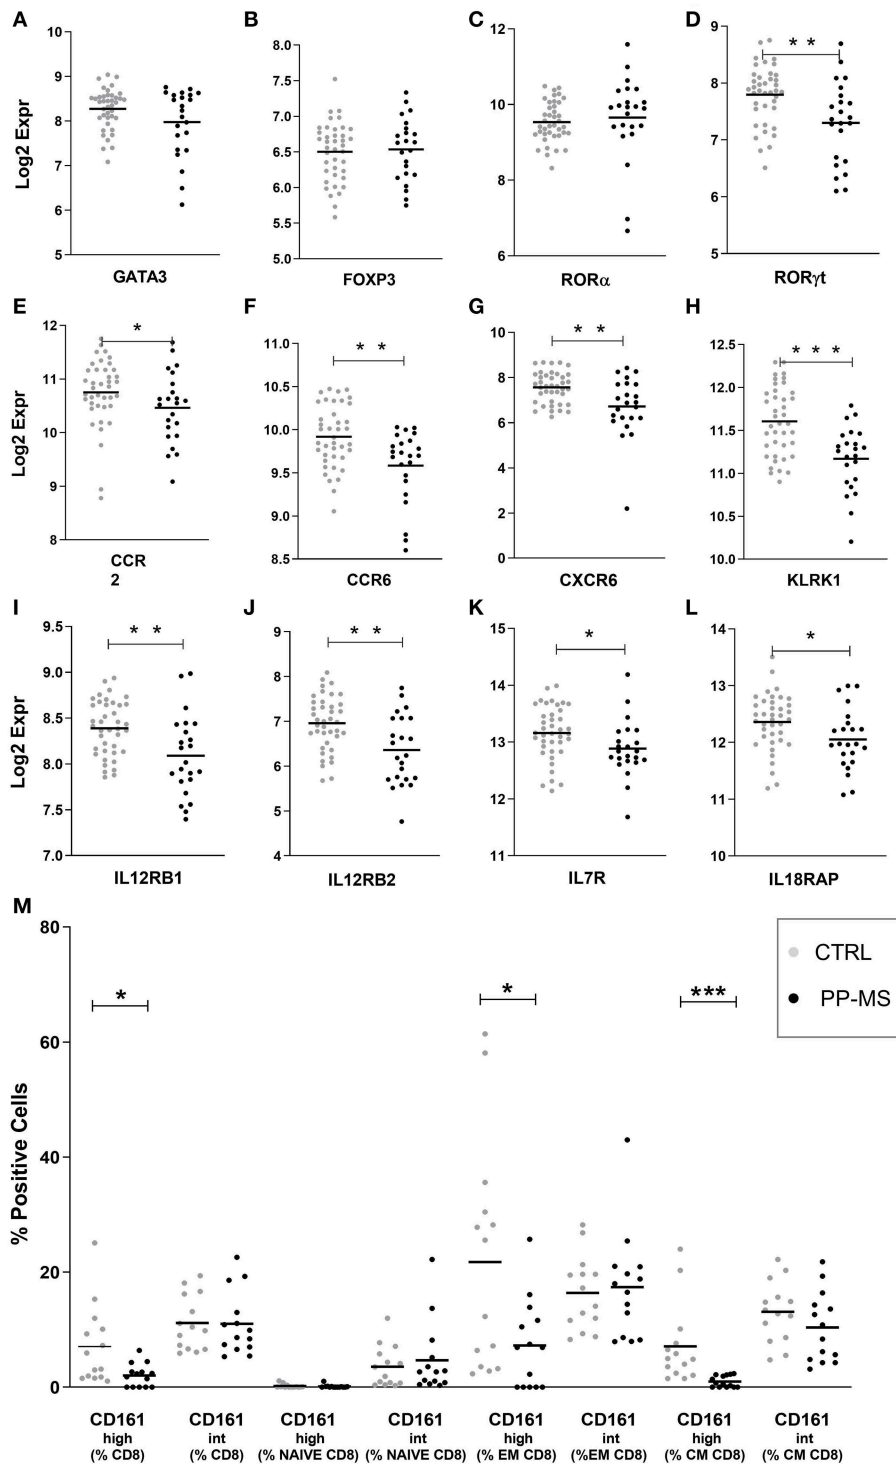 A
B
C
D
Log2 Expr
10
9
8
7
6
5
GATA3
8.0
7.5
7.0
6.5
6.0
5.5
5.0
FOXP3
12
10
8
6
RORα
9
8
7
6
5
* *
RORγt
E
F
G
H
Log2 Expr
12
11
10
9
8
*
CCR
2
11.0
10.5
10.0
9.5
9.0
8.5
* *
CCR6
10
8
6
4
2
0
* *
CXCR6
12.5
12.0
11.5
11.0
10.5
10.0
* * *
KLRK1
I
J
K
L
Log2 Expr
9.5
9.0
8.5
8.0
7.5
7.0
* *
IL12RB1
9
8
7
6
5
4
* *
IL12RB2
15
14
13
12
11
*
IL7R
14
13
12
11
10
*
IL18RAP
M
% Positive Cells
80
60
40
20
0
*
*
***
CTRL
PP-MS
CD161
high
(% CD8)
CD161
int
(% CD8)
CD161
high
(% NAIVE CD8)
CD161
int
(% NAIVE CD8)
CD161
high
(% EM CD8)
CD161
int
(%EM CD8)
CD161
high
(% CM CD8)
CD161
int
(% CM CD8)